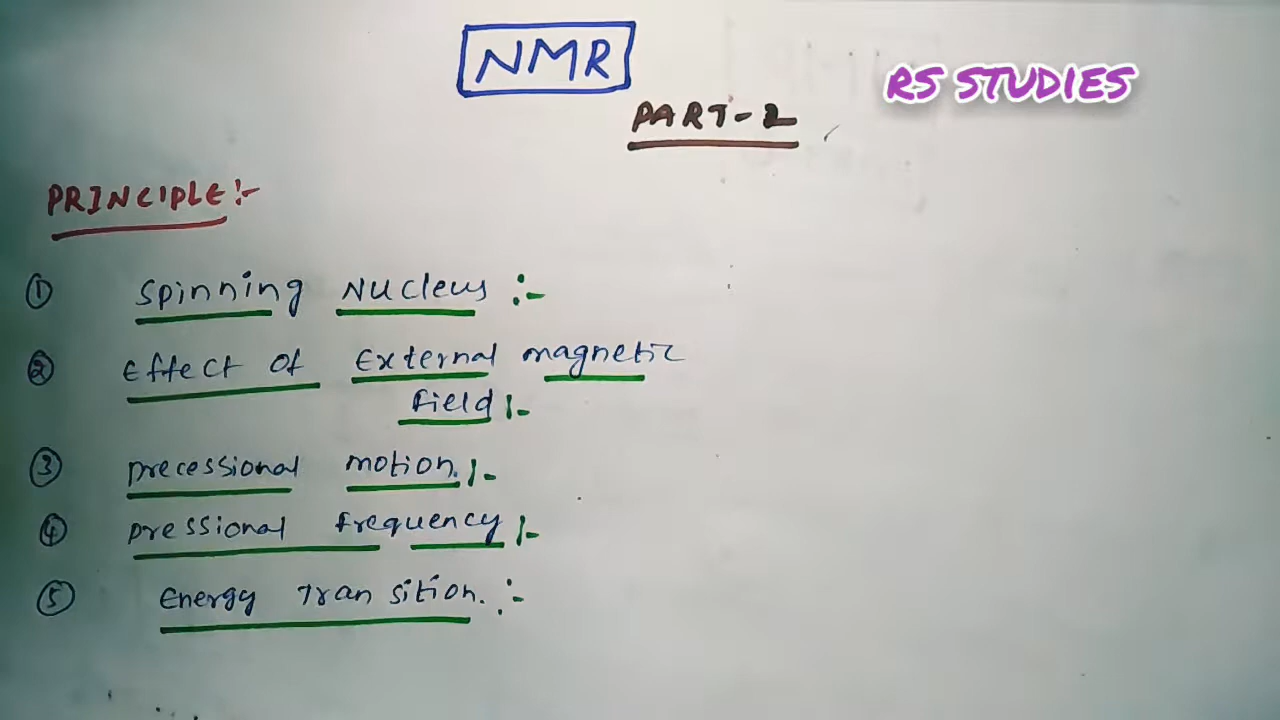 NMR
RS STUDIES
PART-2
PRINCIPLE:-
① Spinning Nucleus :-
② Effect of External magnetic
field :-
③ precessional motion. :-
④ pressional frequency :-
⑤ Energy Transition. :-